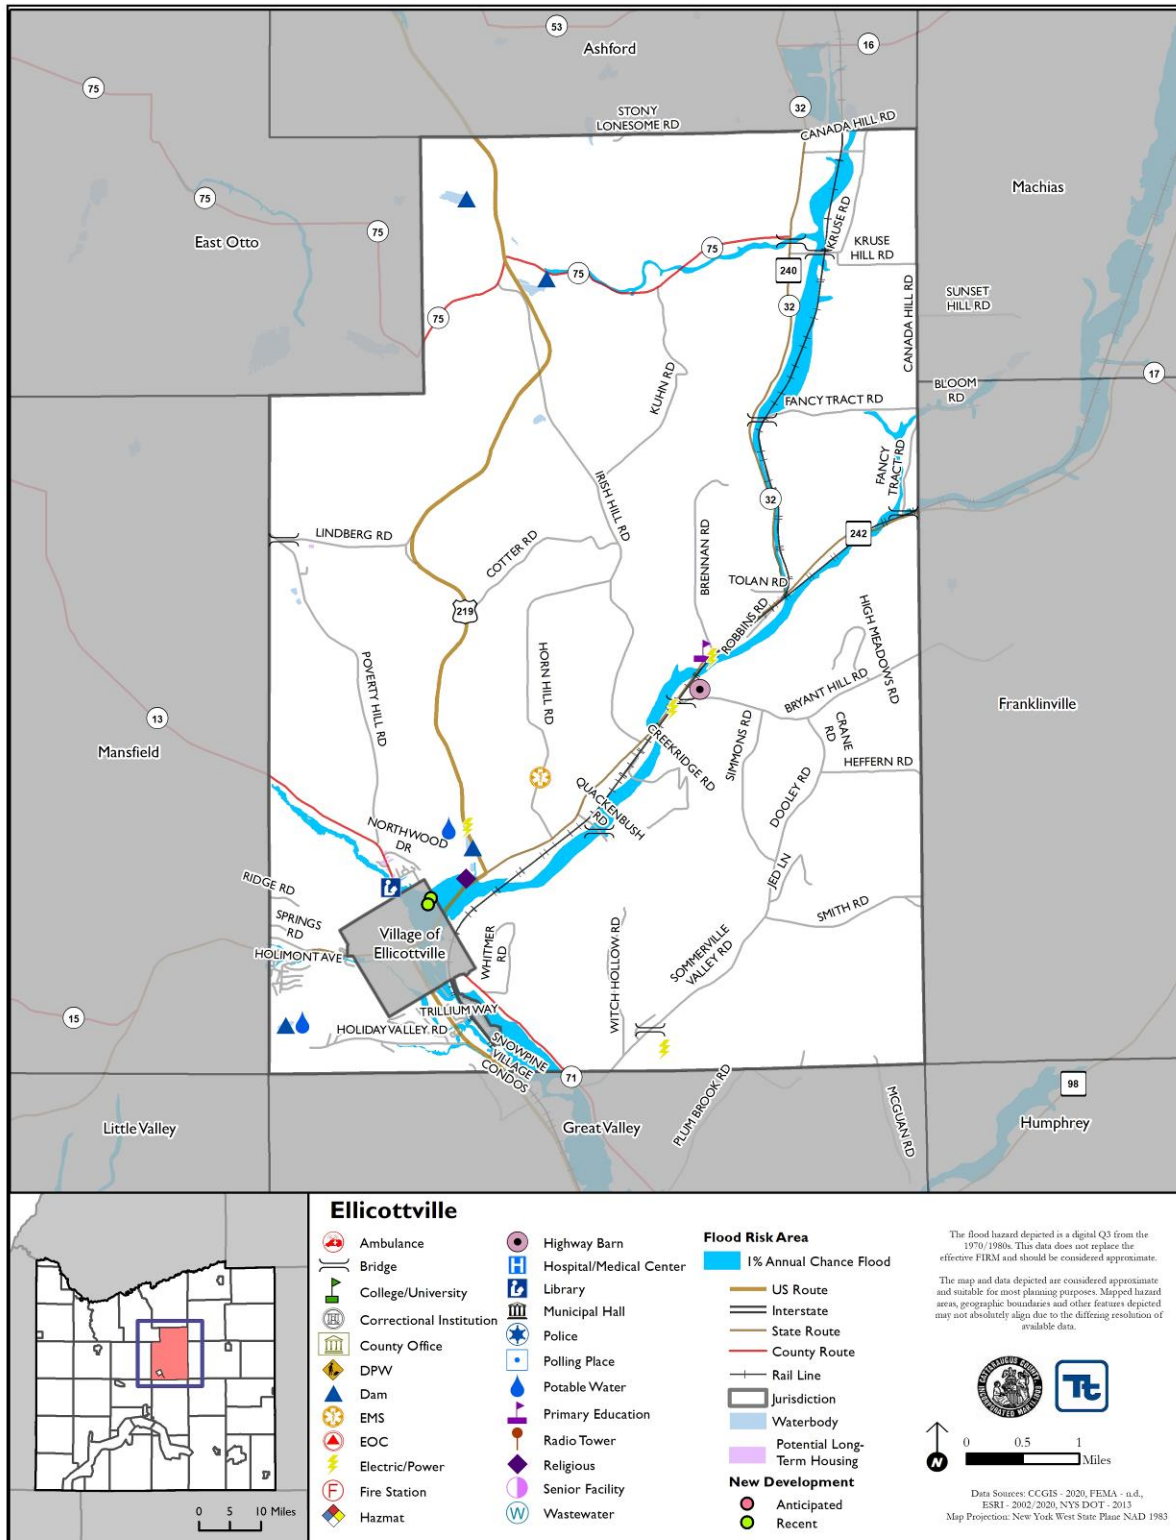 53
Ashford
16
75
STONY
LONESOME RD
32
CANADA HILL RD
Machias
75
East Otto
75
75
KRUSE RD
KRUSE
HILL RD
75
240
32
75
CANADA HILL RD
SUNSET
HILL RD
17
BLOOM
RD
KUHN RD
FANCY TRACT RD
FANCY
TRACT RD
IRISH HILL RD
32
242
LINDBERG RD
COTTER RD
BRENNAN RD
TOLAN RD
219
ROBBINS RD
HIGH MEADOWS RD
HORN HILL RD
POVERTY HILL RD
BRYANT HILL RD
Franklinville
13
Mansfield
SIMMONS RD
CRANE
RD
CREEKRIDGE RD
HEFFERN RD
DOOLEY RD
QUACKENBUSH
RD
NORTHWOOD
DR
JED LN
RIDGE RD
SPRINGS
RD
SMITH RD
Village of
Ellicottville
HOLIMONT AVE
WHITMER
RD
WITCH HOLLOW RD
SOMMERVILLE
VALLEY RD
15
TRILLIUM WAY
HOLIDAY VALLEY RD
SNOWPINE
VILLAGE
CONDOS
71
98
PLUM BROOK RD
MCGUAN RD
Little Valley
Great Valley
Humphrey
Ellicottville
Ambulance
Bridge
College/University
Correctional Institution
County Office
DPW
Dam
EMS
EOC
Electric/Power
F
Fire Station
Hazmat
Highway Barn
H
Hospital/Medical Center
Library
Municipal Hall
Police
Polling Place
Potable Water
Primary Education
Radio Tower
Religious
Senior Facility
W
Wastewater
Flood Risk Area
1% Annual Chance Flood
US Route
Interstate
State Route
County Route
Rail Line
Jurisdiction
Waterbody
Potential Long-
Term Housing
New Development
Anticipated
Recent
The flood hazard depicted is a digital Q3 from the
1970/1980s. This data does not replace the
effective FIRM and should be considered approximate.
The map and data depicted are considered approximate
and suitable for most planning purposes. Mapped hazard
areas, geographic boundaries and other features depicted
may not absolutely align due to the differing resolution of
available data.
Tt
N
0 0.5 1
Miles
Data Sources: CCGIS - 2020, FEMA - n.d.,
ESRI - 2002/2020, NYS DOT - 2013
Map Projection: New York West State Plane NAD 1983
0 5 10 Miles